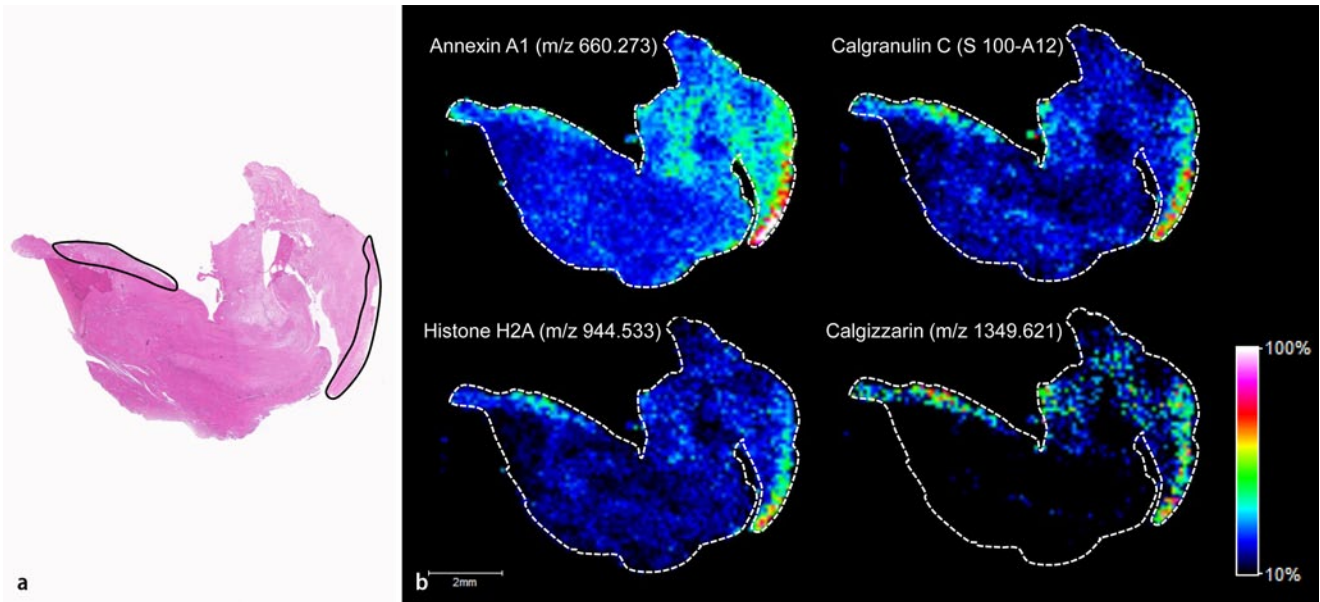 Annexin A1 (m/z 660.273)
Calgranulin C (S 100-A12)
Histone H2A (m/z 944.533)
Calgizzarin (m/z 1349.621)
100%
10%
2mm
a
b